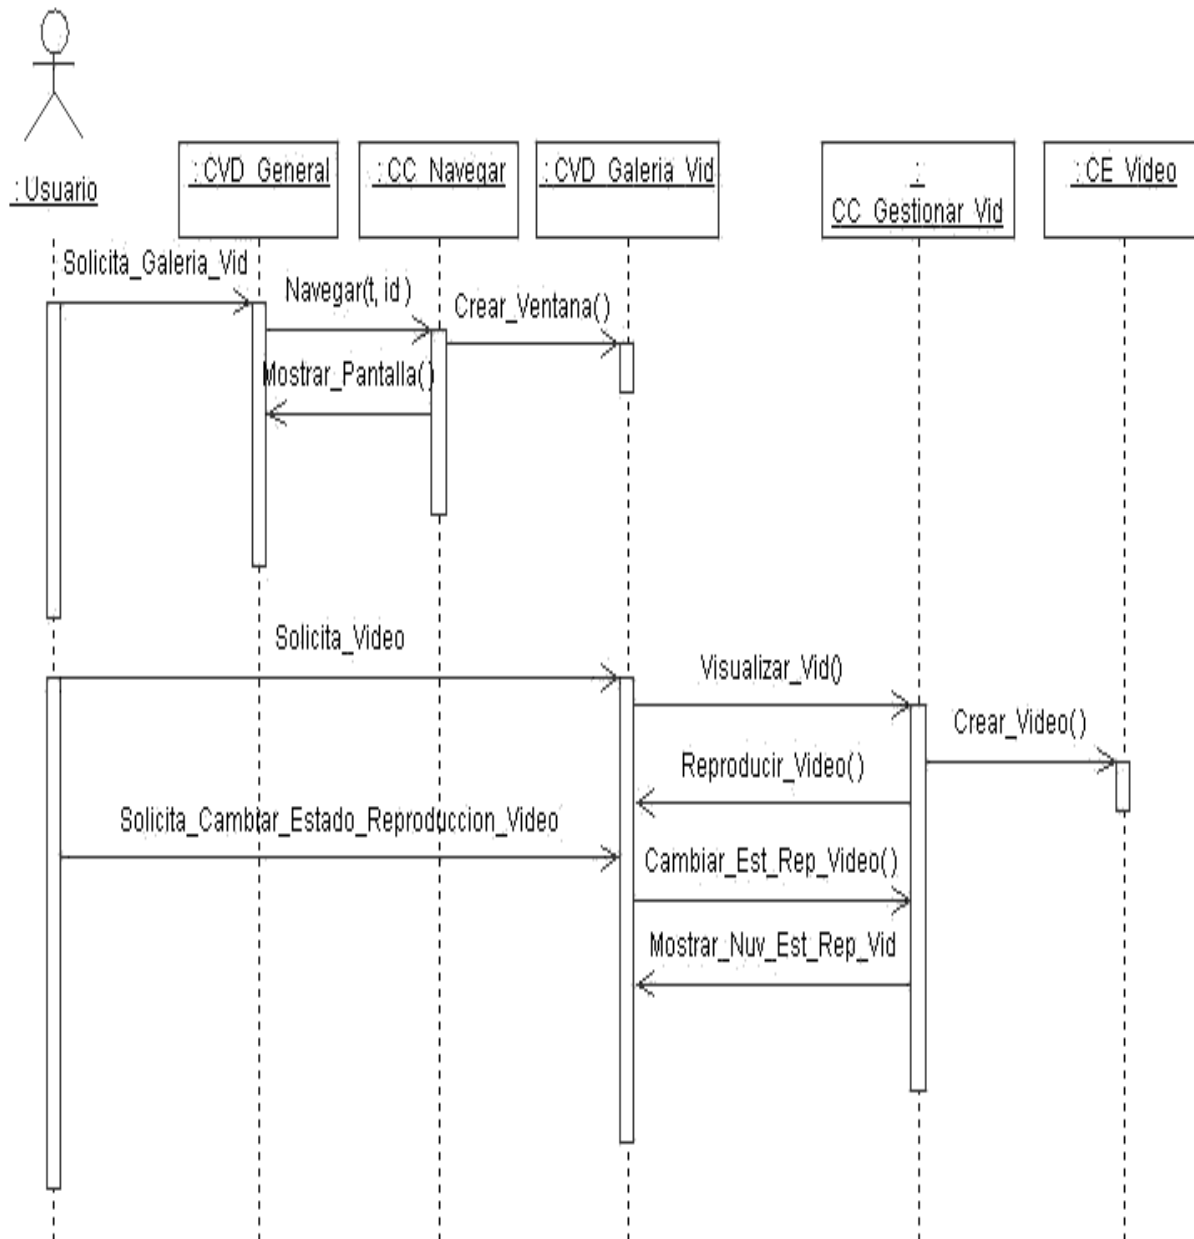 : Usuario
: CVD_General
: CC_Navegar
: CVD_Galeria_Vid
:
CC_Gestionar_Vid
: CE_Video
Solicita_Galeria_Vid
Navegar(t, id )
Crear_Ventana()
Mostrar_Pantalla()
Solicita_Video
Visualizar_Vid()
Crear_Video()
Reproducir_Video()
Solicita_Cambiar_Estado_Reproduccion_Video
Cambiar_Est_Rep_Video()
Mostrar_Nuv_Est_Rep_Vid